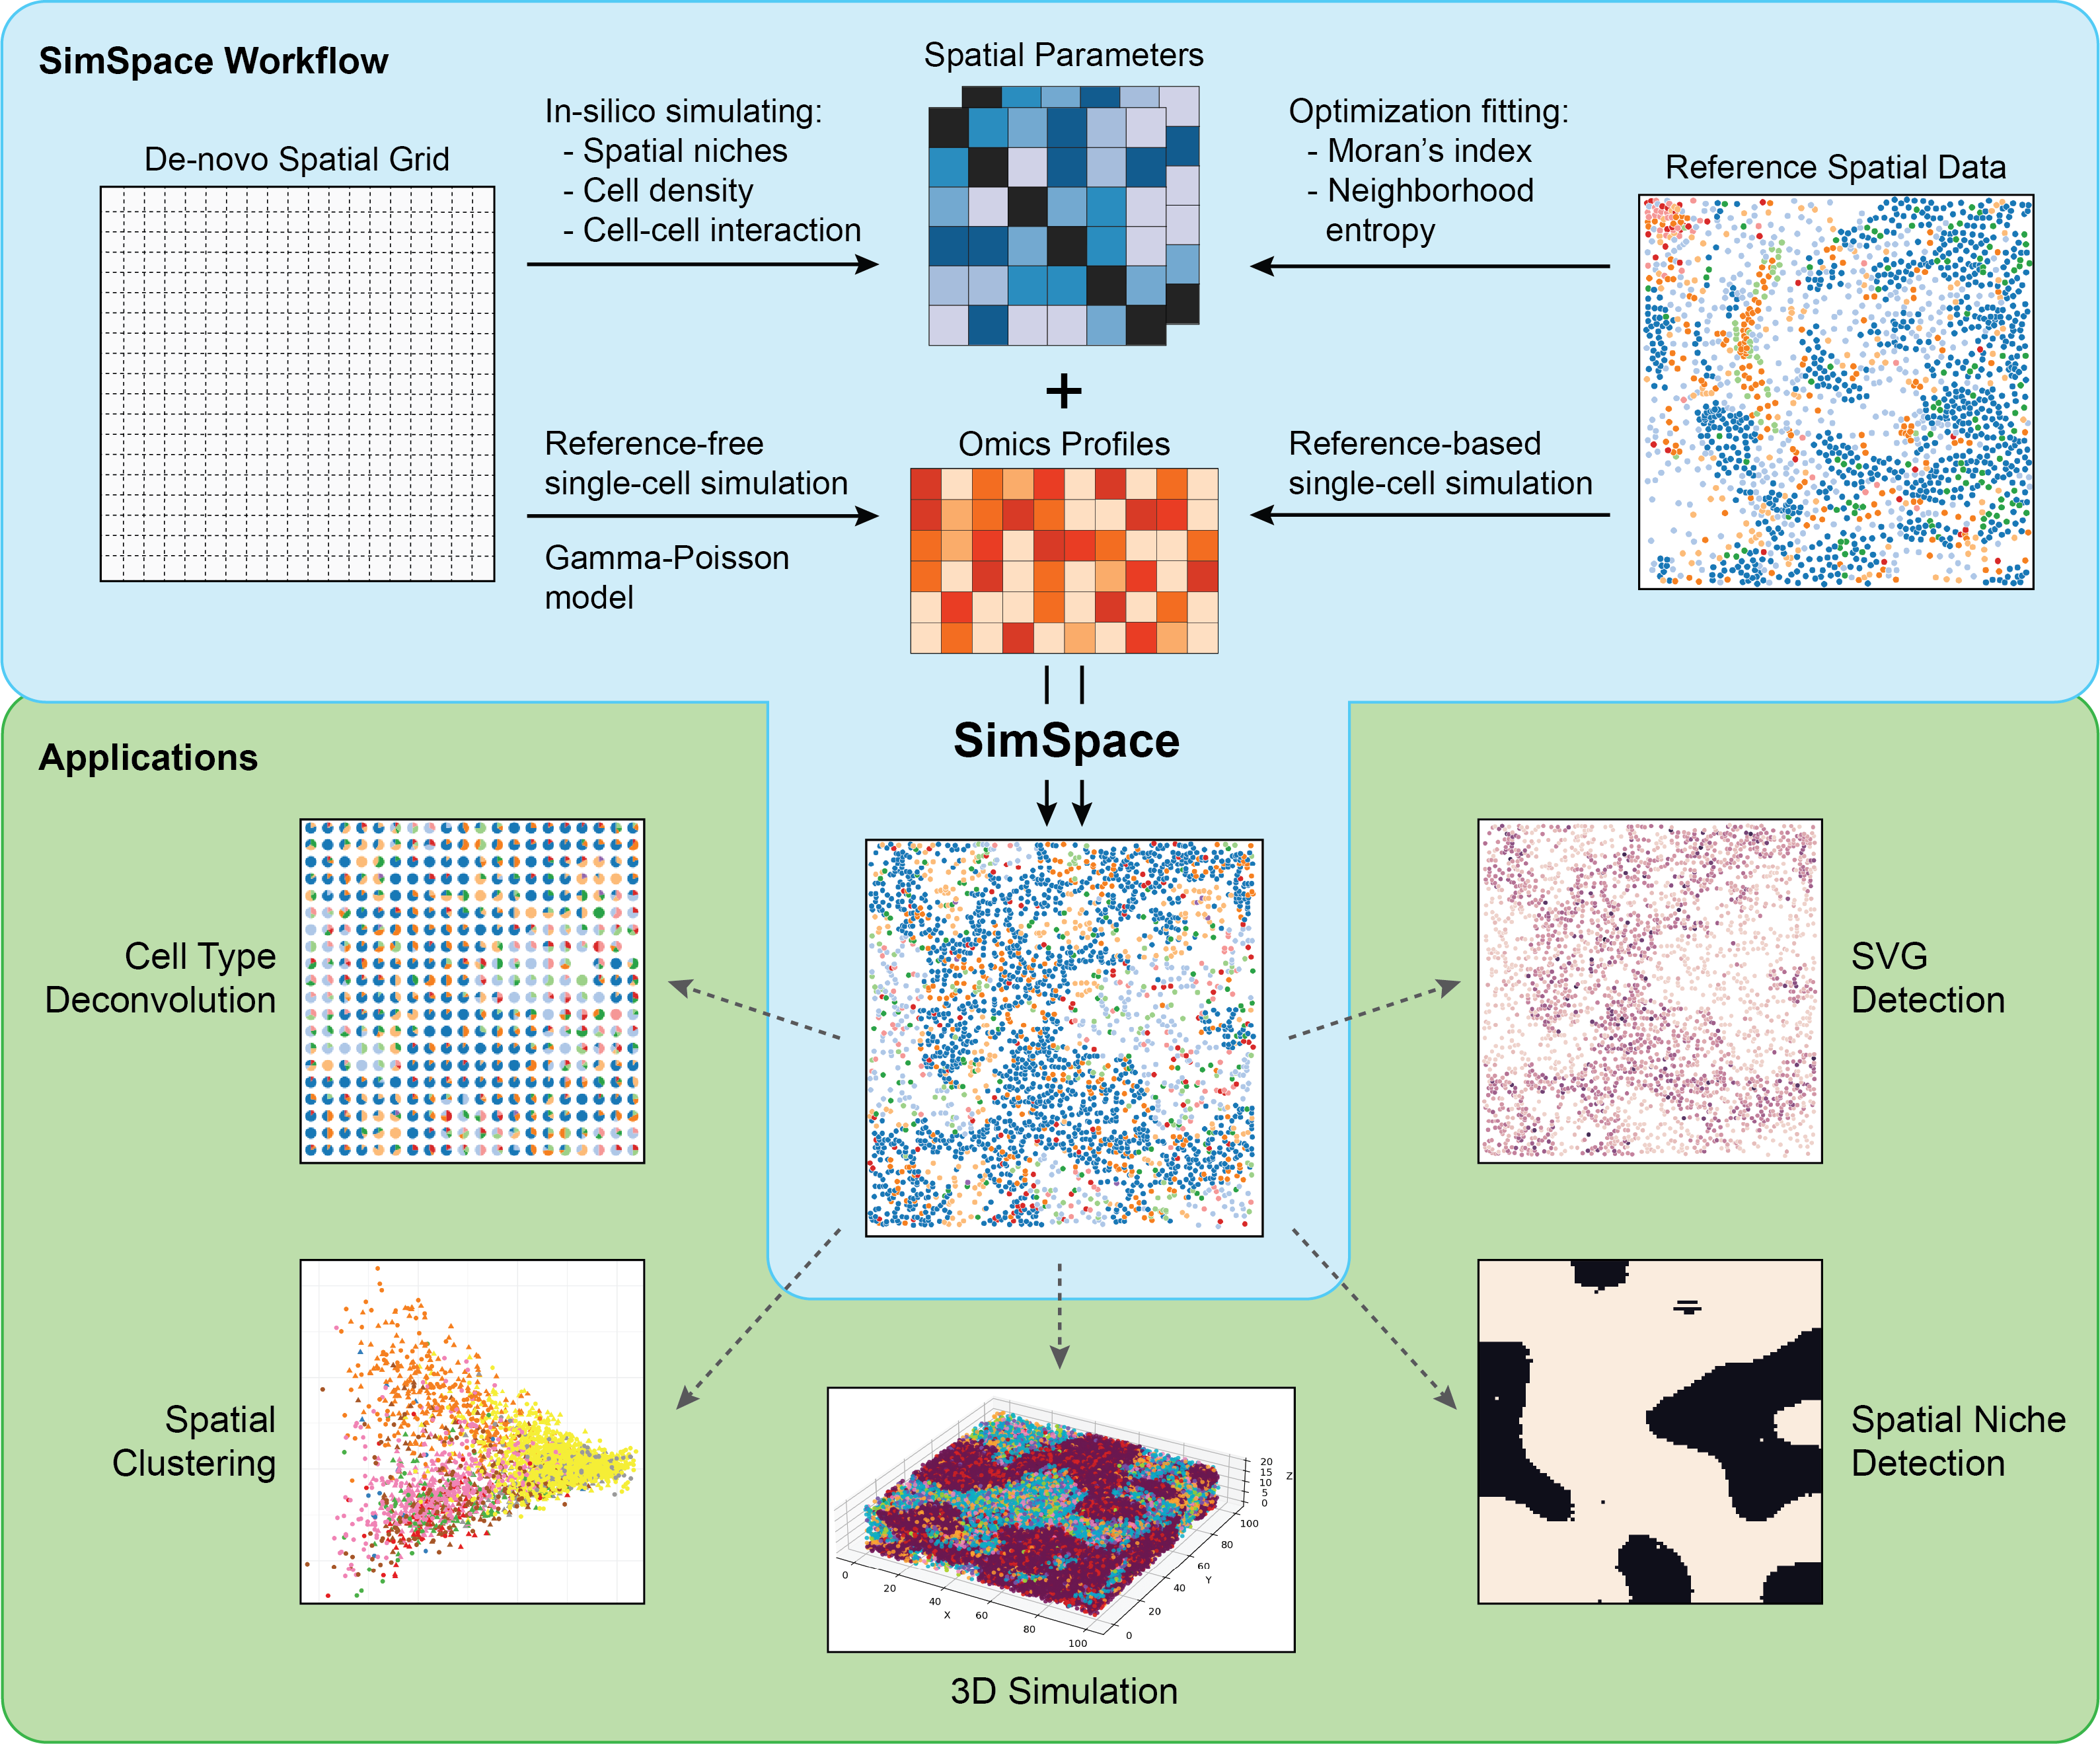 SimSpace Workflow
De-novo Spatial Grid
In-silico simulating:
- Spatial niches
- Cell density
- Cell-cell interaction
Spatial Parameters
Optimization fitting:
- Moran's index
- Neighborhood
entropy
Reference Spatial Data
+
Reference-free
single-cell simulation
Gamma-Poisson
model
Omics Profiles
Reference-based
single-cell simulation
SimSpace
Applications
Cell Type
Deconvolution
SVG
Detection
Spatial
Clustering
Spatial Niche
Detection
20
15
10
5
0
Z
0
20
40
60
80
100
X
0
20
40
60
80
100
Y
3D Simulation